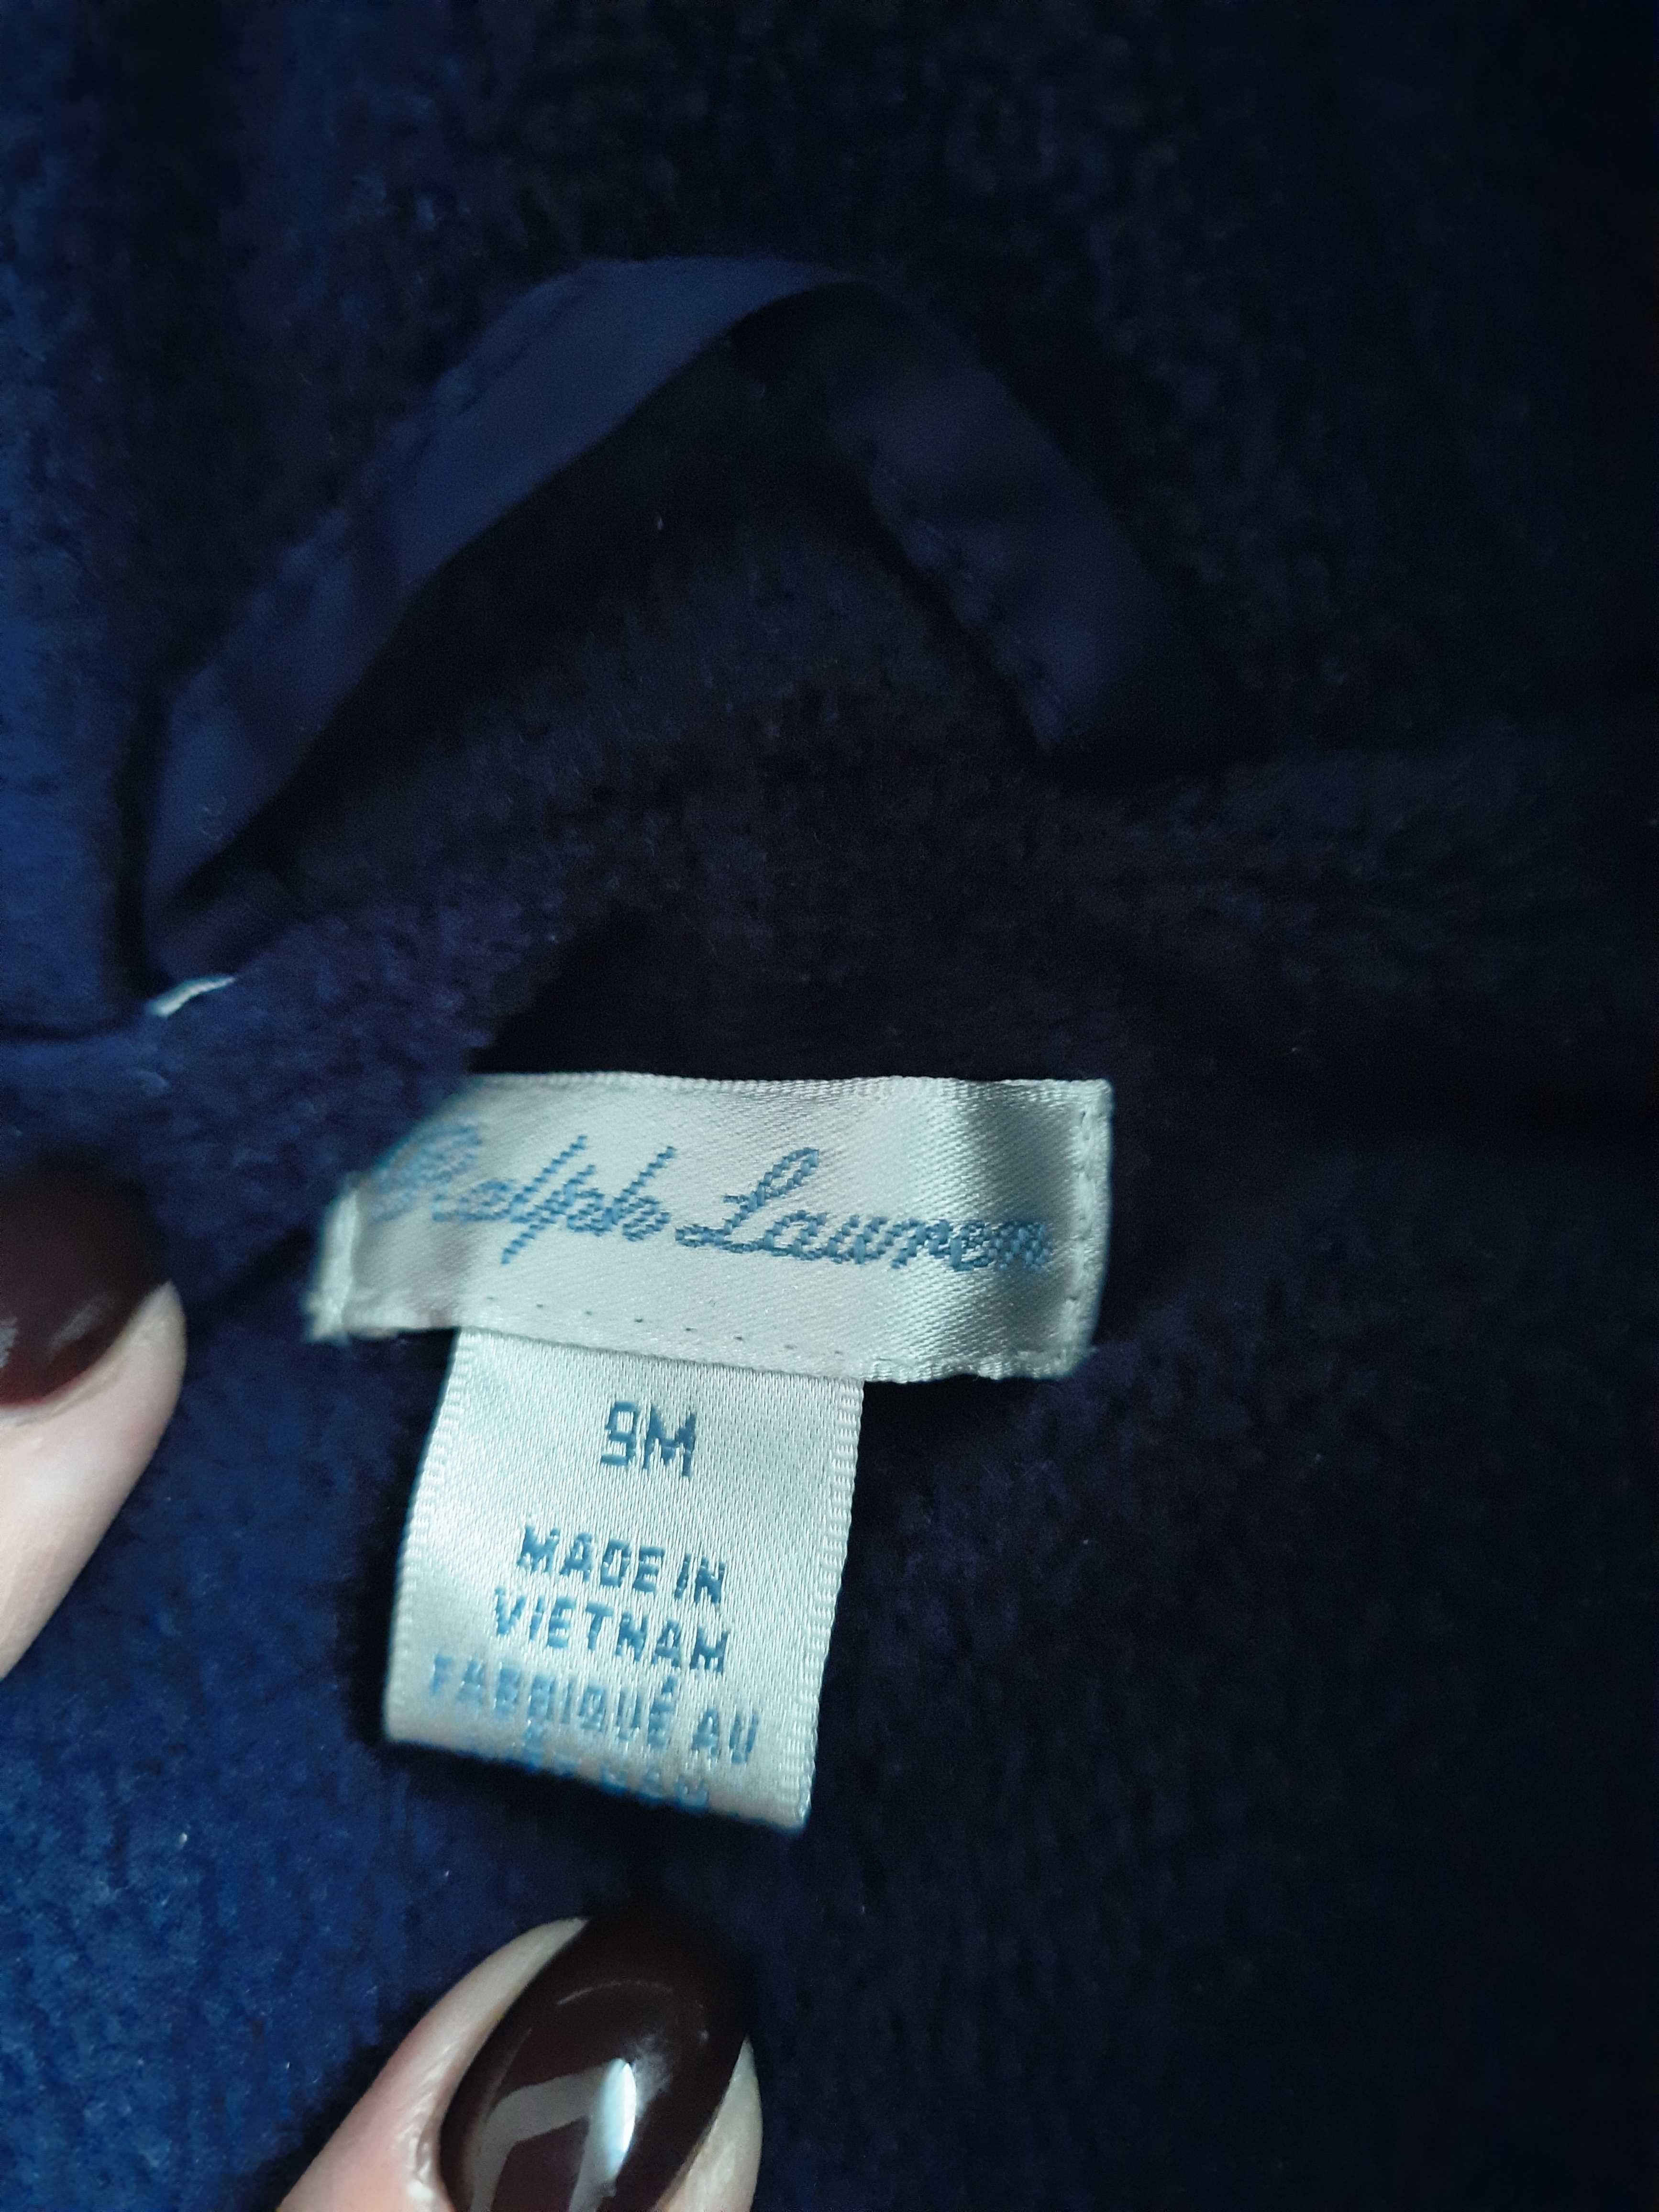 Ralph Lauren
9M
MADE IN
VIETNAM
FABRIQUÉ AU